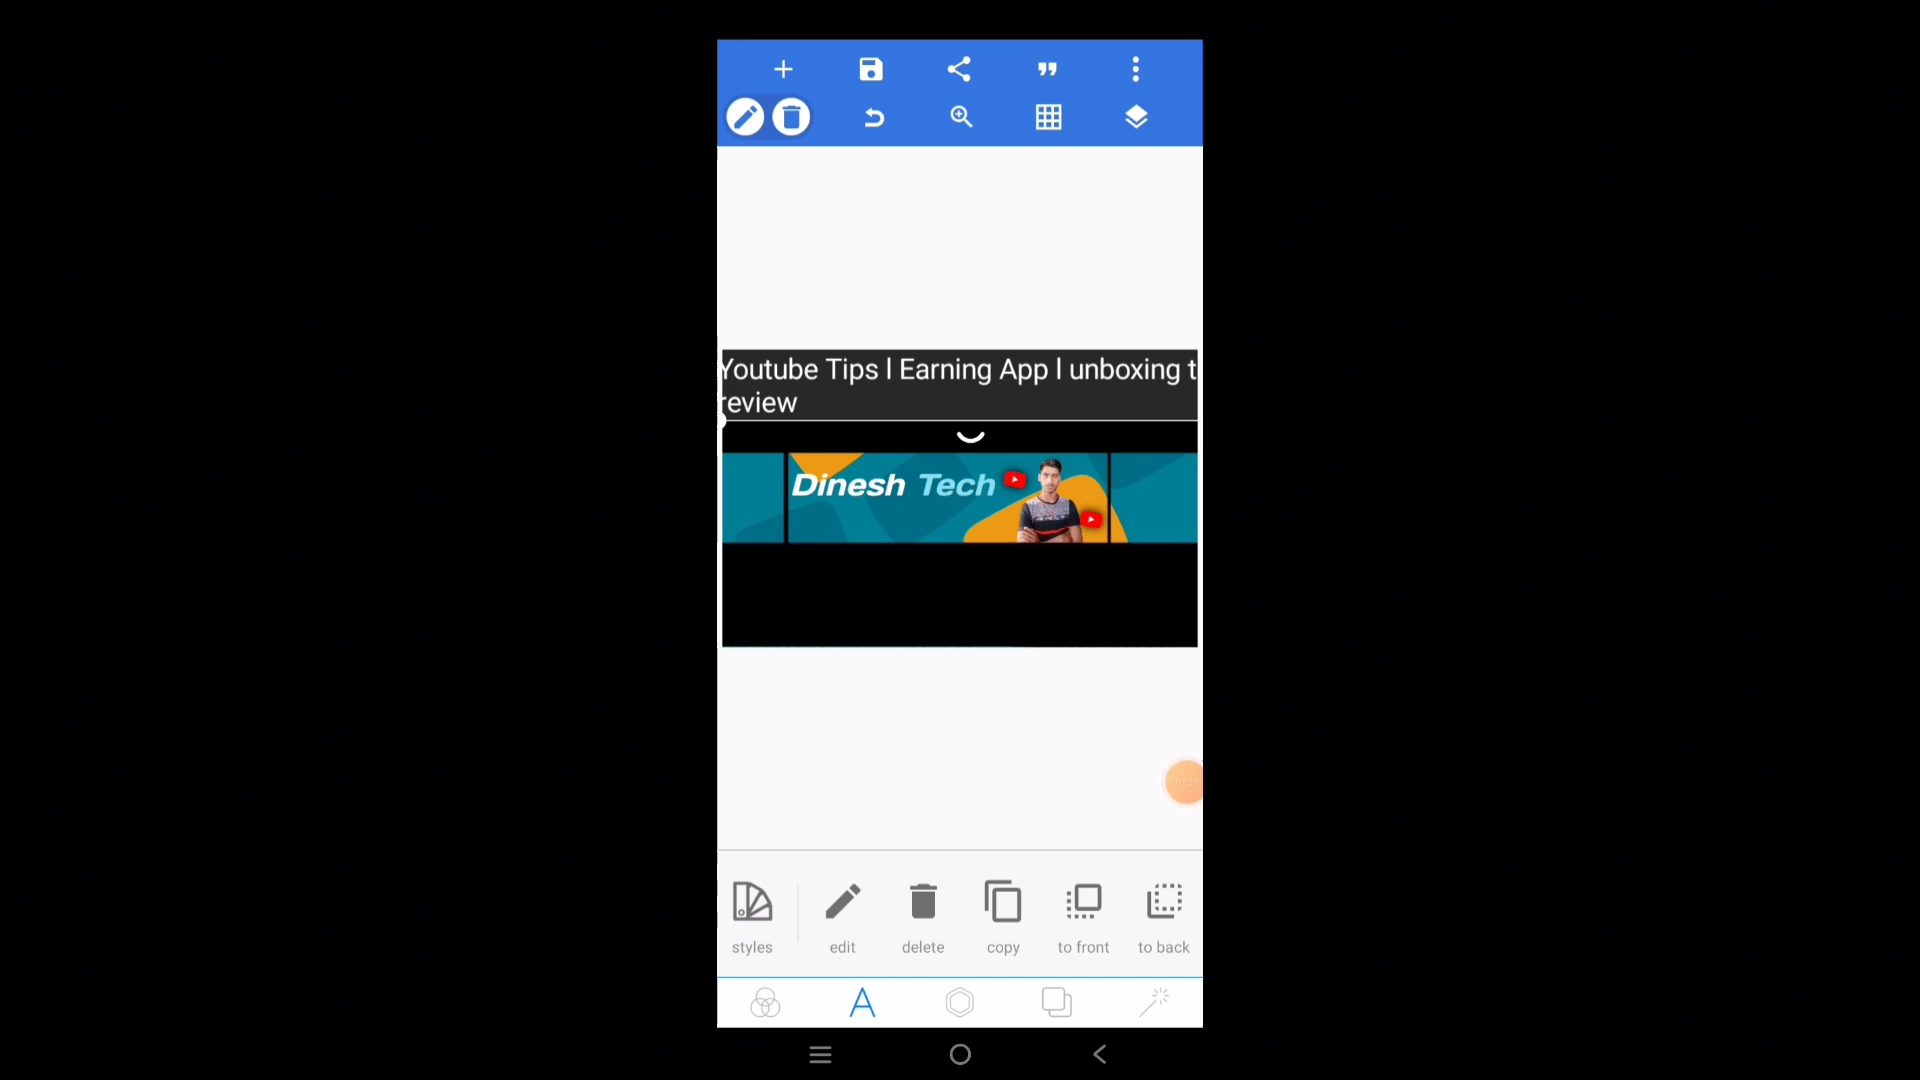 Youtube Tips l Earning App l unboxing t
review
Dinesh Tech
styles
edit
delete
copy
to front
to back